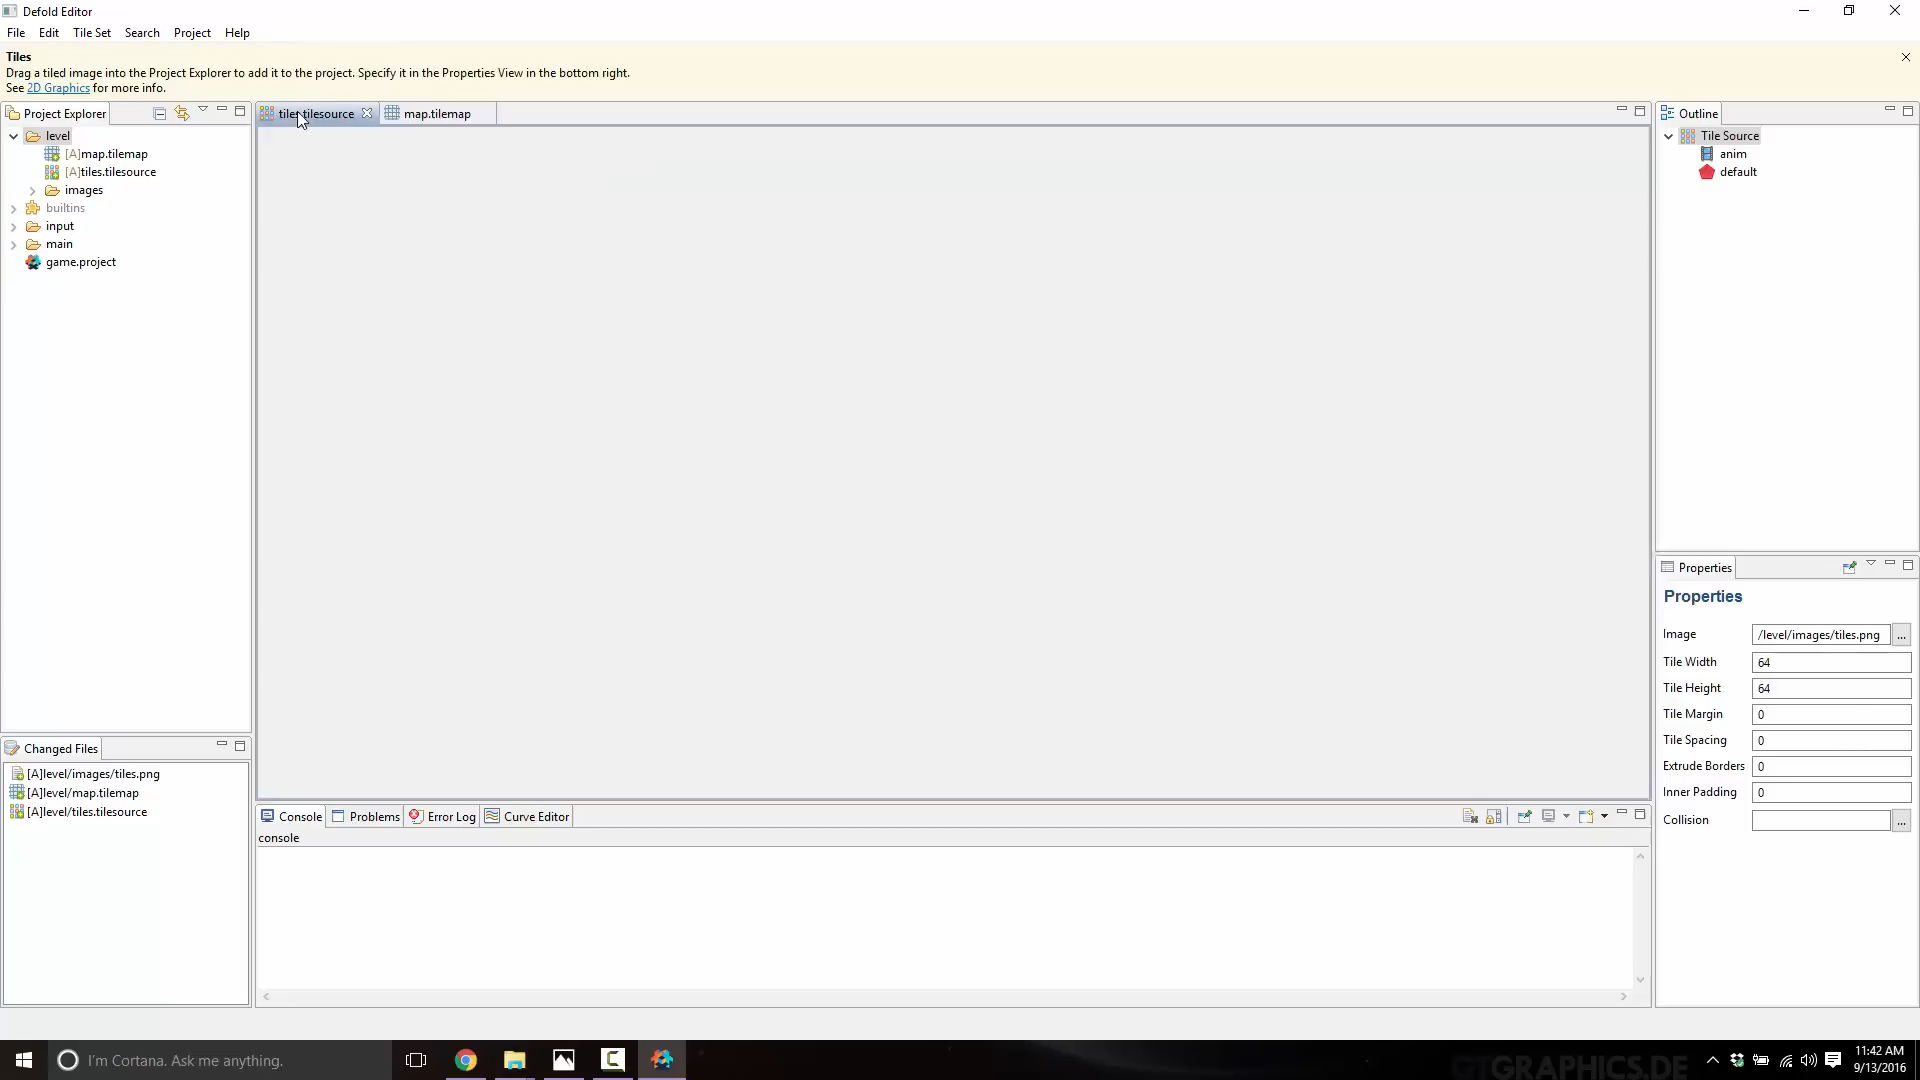 Defold Editor
File Edit Tile Set Search Project Help
Tiles
Drag a tiled image into the Project Explorer to add it to the project. Specify it in the Properties View in the bottom right.
See 2D Graphics for more info.
Project Explorer
level
[A]map.tilemap
[A]tiles.tilesource
images
builtins
input
main
game.project
Changed Files
[A]level/images/tiles.png
[A]level/map.tilemap
[A]level/tiles.tilesource
tiles.tilesource map.tilemap
Console Problems Error Log Curve Editor
console
Outline
Tile Source
anim
default
Properties
Properties
Image /level/images/tiles.png ...
Tile Width 64
Tile Height 64
Tile Margin 0
Tile Spacing 0
Extrude Borders 0
Inner Padding 0
Collision ...
I'm Cortana. Ask me anything.
GTGRAPHICS.DE
11:42 AM
9/13/2016